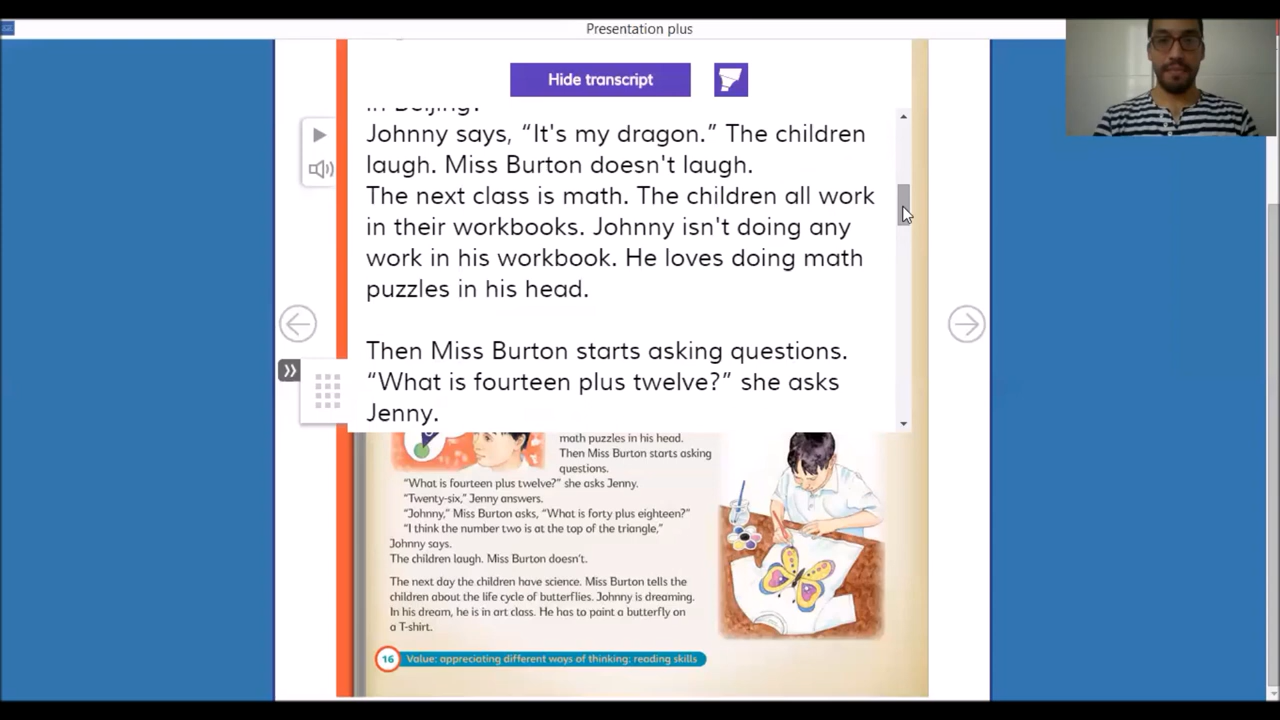 Presentation plus
Hide transcript
in Beijing.
Johnny says, “It's my dragon.” The children
laugh. Miss Burton doesn't laugh.
The next class is math. The children all work
in their workbooks. Johnny isn't doing any
work in his workbook. He loves doing math
puzzles in his head.
Then Miss Burton starts asking questions.
“What is fourteen plus twelve?” she asks
Jenny.
math puzzles in his head.
Then Miss Burton starts asking
questions.
“What is fourteen plus twelve?” she asks Jenny.
“Twenty-six,” Jenny answers.
“Johnny,” Miss Burton asks, “What is forty plus eighteen?”
“I think the number two is at the top of the triangle,”
Johnny says.
The children laugh. Miss Burton doesn't.
The next day the children have science. Miss Burton tells the
children about the life cycle of butterflies. Johnny is dreaming.
In his dream, he is in art class. He has to paint a butterfly on
a T-shirt.
16 Value: appreciating different ways of thinking; reading skills